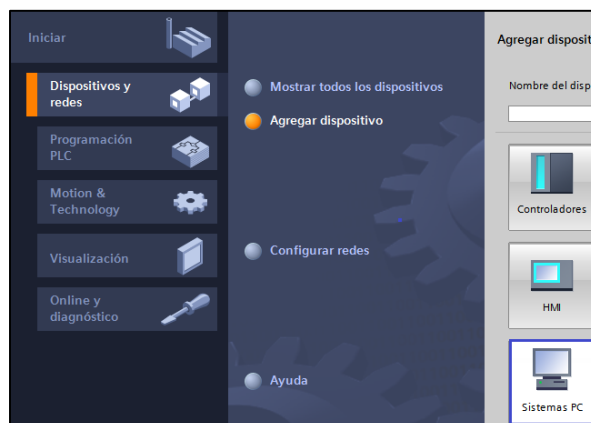 Iniciar
Dispositivos y
redes
Programación
PLC
Motion &
Technology
Visualización
Online y
diagnóstico
Mostrar todos los dispositivos
Agregar dispositivo
Configurar redes
Ayuda
Agregar disposit
Nombre del disp
Controladores
HMI
Sistemas PC